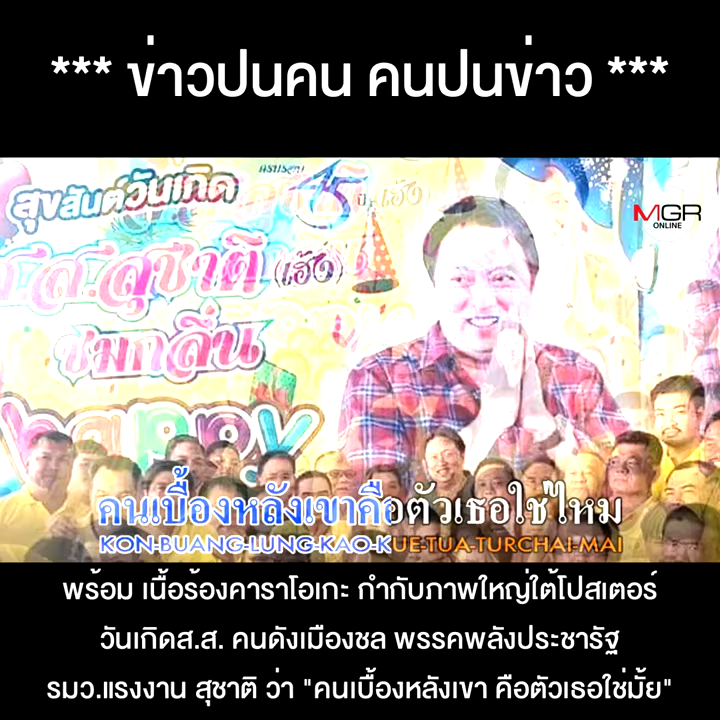 *** ข่าวปนคน คนปนข่าว ***
สุขสันต์วันเกิด
ครบรอบ
MGR
ONLINE
ส.ส.สุชาติ (เฮ้ง)
ชมกลิ่น
happy
คนเบื้องหลังเขาคือตัวเธอใช่ไหม
KON-BUANG-LUNG-KAO-KUE-TUA-TURCHAI-MAI
พร้อม เนื้อร้องคาราโอเกะ กำกับภาพใหญ่ใต้โปสเตอร์
วันเกิดส.ส. คนดังเมืองชล พรรคพลังประชารัฐ
รมว.แรงงาน สุชาติ ว่า "คนเบื้องหลังเขา คือตัวเธอใช่มั้ย"